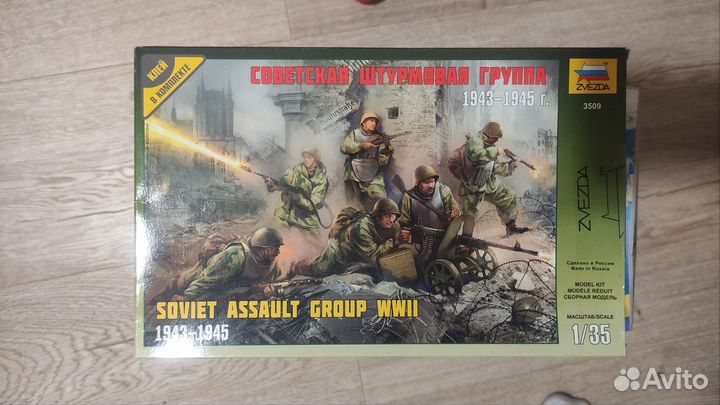 КЛЕЙ
В КОМПЛЕКТЕ
СОВЕТСКАЯ ШТУРМОВАЯ ГРУППА
1943-1945 г.
ZVEZDA
3509
ZVEZDA
Сделано в России
Made in Russia
MODEL KIT
MODÈLE RÉDUIT
СБОРНАЯ МОДЕЛЬ
МАСШТАБ/SCALE
1/35
SOVIET ASSAULT GROUP WWII
1943-1945
Avito